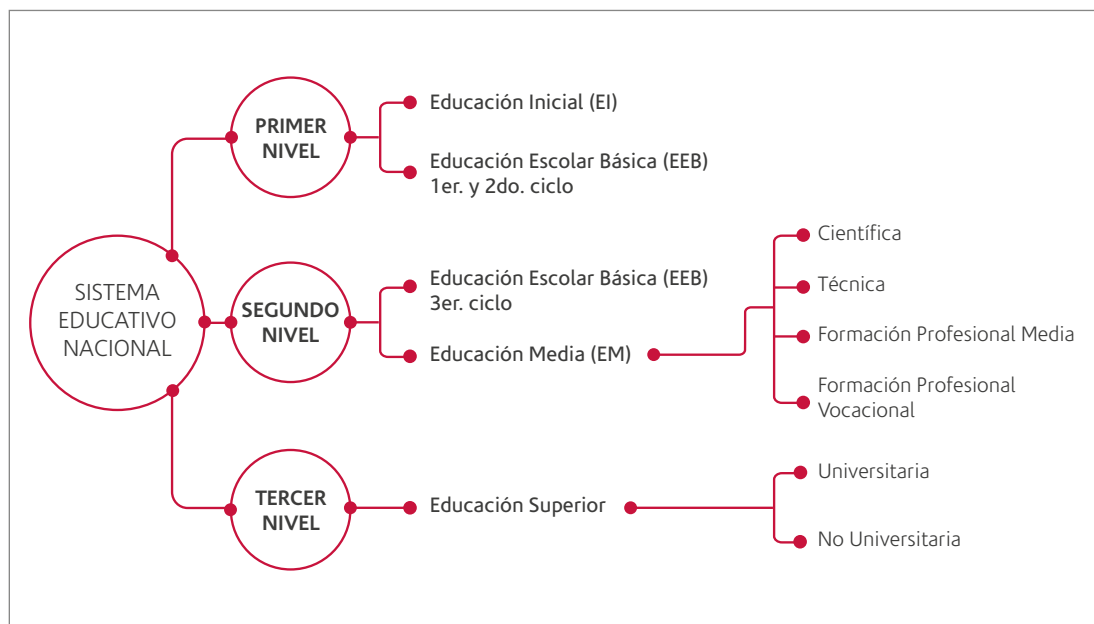 SISTEMA
EDUCATIVO
NACIONAL
PRIMER
NIVEL
Educación Inicial (EI)
Educación Escolar Básica (EEB)
1er. y 2do. ciclo
SEGUNDO
NIVEL
Educación Escolar Básica (EEB)
3er. ciclo
Educación Media (EM)
Científica
Técnica
Formación Profesional Media
Formación Profesional
Vocacional
TERCER
NIVEL
Educación Superior
Universitaria
No Universitaria